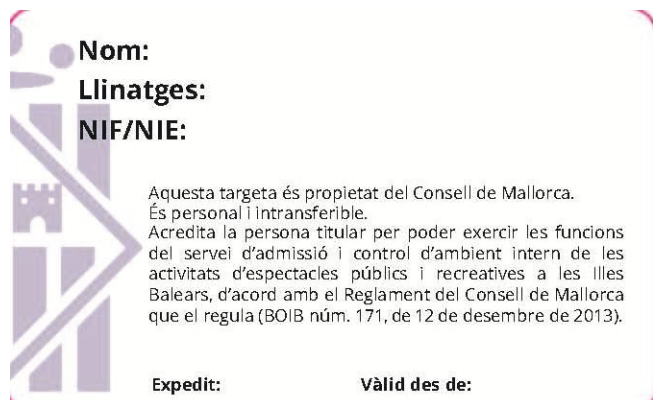 Nom:
Llinatges:
NIF/NIE:
Aquesta targeta és propietat del Consell de Mallorca.
És personal i intransferible.
Acredita la persona titular per poder exercir les funcions
del servei d'admissió i control d'ambient intern de les
activitats d'espectacles públics i recreatives a les Illes
Balears, d'acord amb el Reglament del Consell de Mallorca
que el regula (BOIB núm. 171, de 12 de desembre de 2013).
Expedit: Vàlid des de: